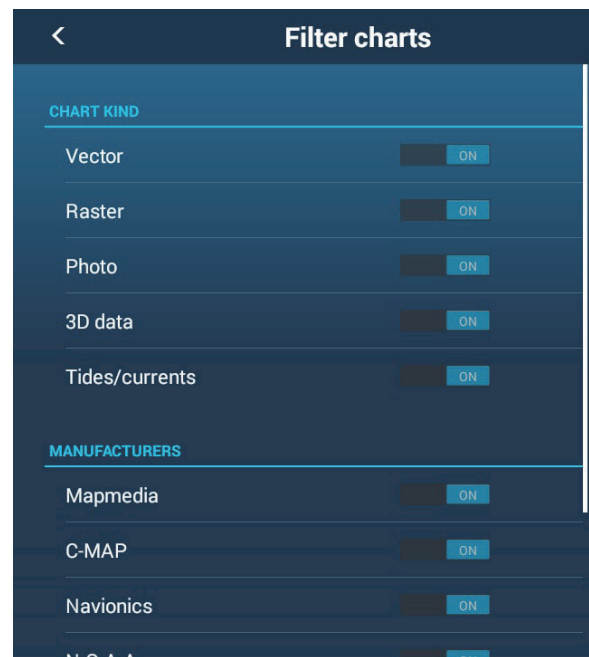 Filter charts
CHART KIND
Vector ON
Raster ON
Photo ON
3D data ON
Tides/currents ON
MANUFACTURERS
Mapmedia ON
C-MAP ON
Navionics ON